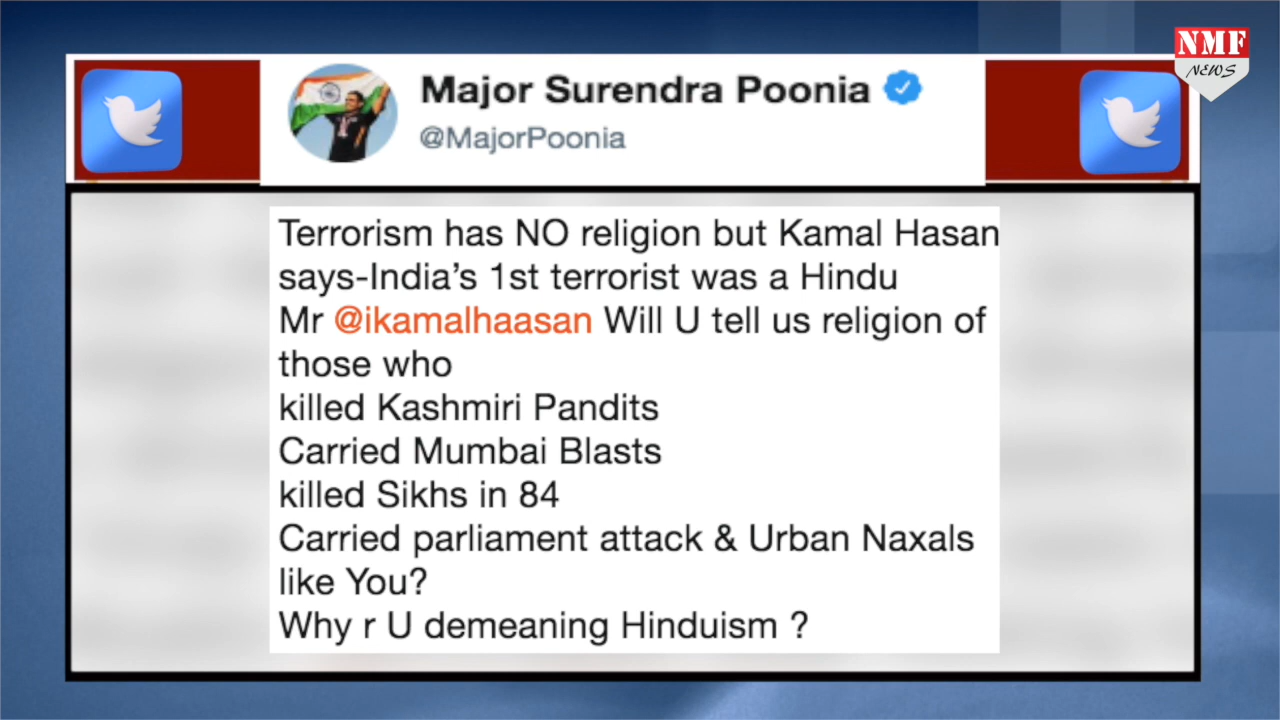 NMF
NEWS
Major Surendra Poonia
@MajorPoonia
Terrorism has NO religion but Kamal Hasan
says-India’s 1st terrorist was a Hindu
Mr @ikamalhaasan Will U tell us religion of
those who
killed Kashmiri Pandits
Carried Mumbai Blasts
killed Sikhs in 84
Carried parliament attack & Urban Naxals
like You?
Why r U demeaning Hinduism ?